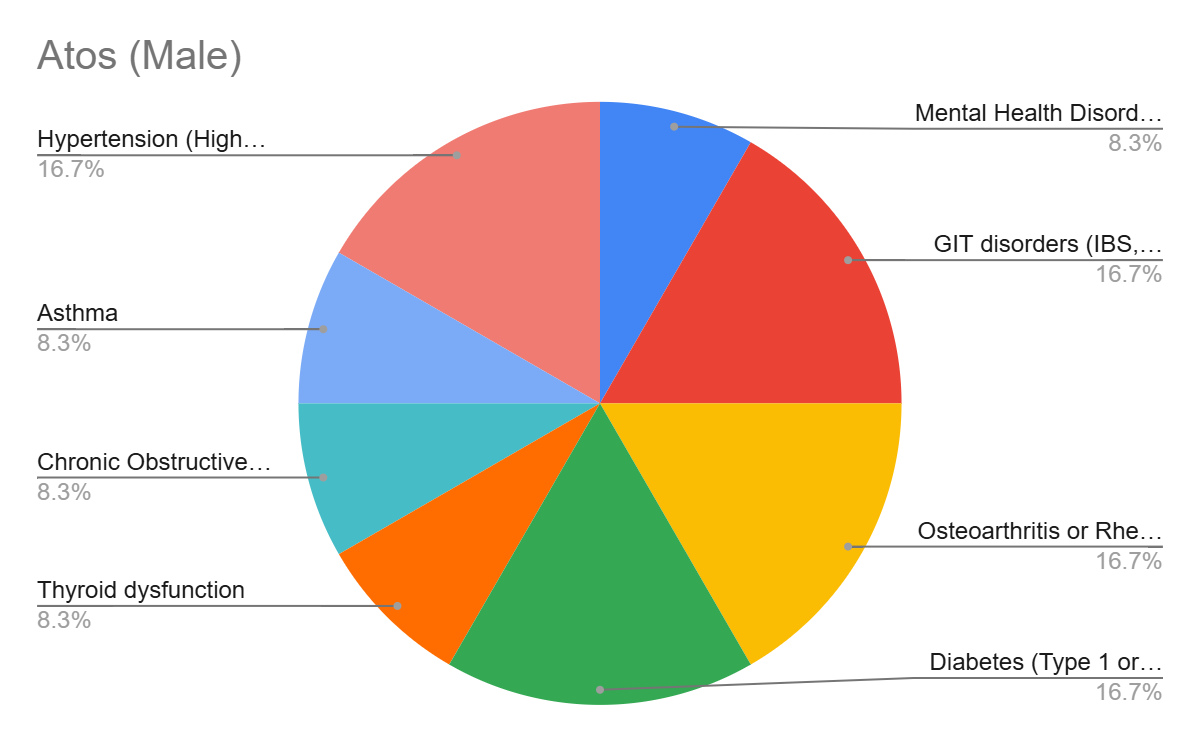 Atos (Male)
Mental Health Disord…
8.3%
GIT disorders (IBS,…
16.7%
Osteoarthritis or Rhe…
16.7%
Diabetes (Type 1 or…
16.7%
Thyroid dysfunction
8.3%
Chronic Obstructive…
8.3%
Asthma
8.3%
Hypertension (High…
16.7%